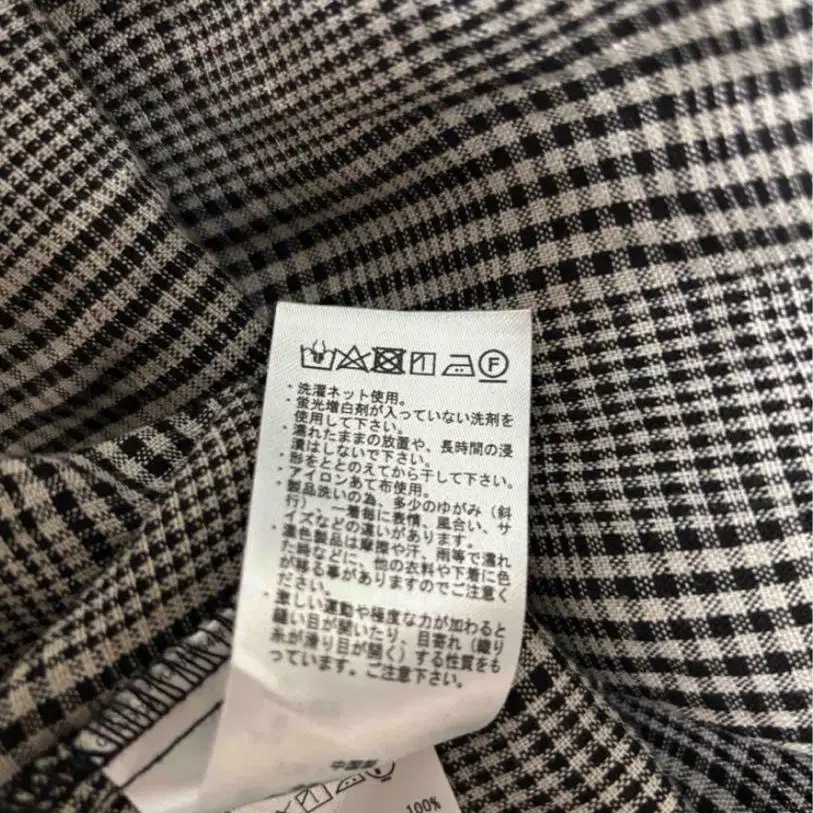 F
・洗濯ネット使用。
・蛍光増白剤が入っていない洗剤を
使用して下さい。
・濡れたままの放置や、長時間の浸
漬はしないで下さい。
・形をととのえてから干して下さい。
・アイロンあて布使用。
・製品洗いの為、多少のゆがみ（斜
行）、一着毎に表情、風合い、サ
イズなどの違いがあります。
・濃色製品は摩擦や汗、雨等で濡れ
た時などに、他の衣料や下着に色
が移る事がありますのでご注意く
ださい。
・激しい運動や極度な力が加わると
縫い目が開いたり、目寄れ（織り
糸が滑り目が開く）する性質をも
っています。ご注意下さい。
中国製
100%